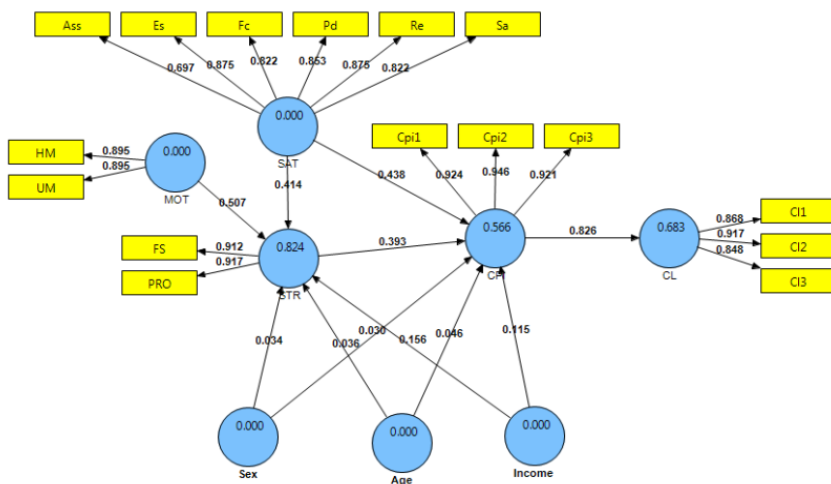 Ass Es Fc Pd Re Sa
0.697 0.875 0.822 0.853 0.875 0.822
0.000
SAT
Cpi1 Cpi2 Cpi3
0.924 0.946 0.921
HM
0.895
UM
0.895
0.000
MOT
0.507
0.414
0.438
FS
0.912
PRO
0.917
0.824
STR
0.393
0.566
CPI
0.826
0.683
CL
0.868
Cl1
0.917
Cl2
0.848
Cl3
0.034
0.036
0.030
0.156
0.046
0.115
0.000
Sex
0.000
Age
0.000
Income